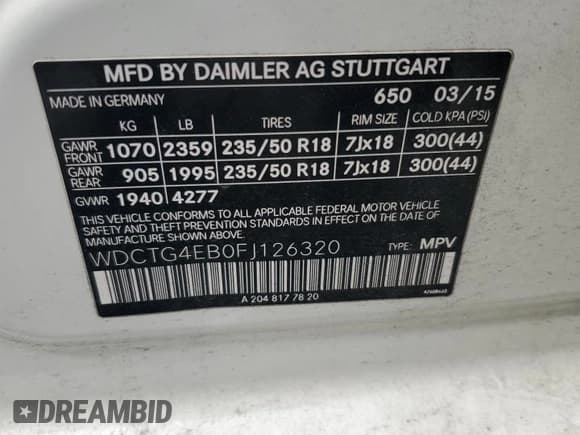 MFD BY DAIMLER AG STUTTGART
MADE IN GERMANY 650 03/15
KG LB TIRES RIM SIZE COLD KPA (PSI)
GAWR FRONT 1070 2359 235/50 R18 7Jx18 300(44)
GAWR REAR 905 1995 235/50 R18 7Jx18 300(44)
GVWR 1940 4277
THIS VEHICLE CONFORMS TO ALL APPLICABLE FEDERAL MOTOR VEHICLE
SAFETY AND THEFT PREVENTION STANDARDS IN EFFECT ON THE DATE OF
MANUFACTURE SHOWN ABOVE.
WDCTG4EB0FJ126320 TYPE: MPV
A 204 817 78 20
DREAMBID